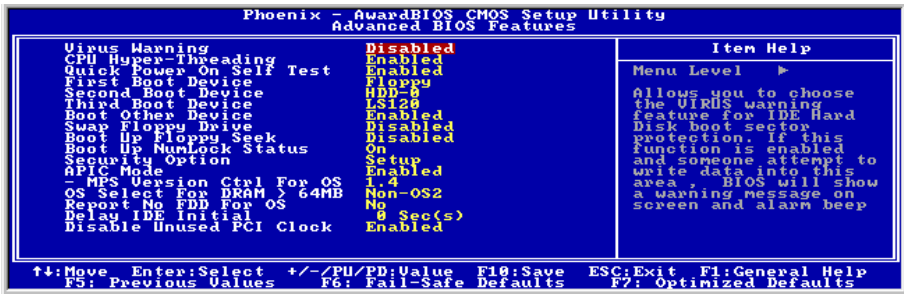 Phoenix - AwardBIOS CMOS Setup Utility
Advanced BIOS Features
Virus Warning Disabled
CPU Hyper-Threading Enabled
Quick Power On Self Test Enabled
First Boot Device Floppy
Second Boot Device HDD-0
Third Boot Device LS120
Boot Other Device Enabled
Swap Floppy Drive Disabled
Boot Up Floppy Seek Disabled
Boot Up NumLock Status On
Security Option Setup
APIC Mode Enabled
- MPS Version Ctrl For OS 1.4
OS Select For DRAM > 64MB Non-OS2
Report No FDD For OS No
Delay IDE Initial 0 Sec(s)
Disable Unused PCI Clock Enabled
Item Help
Menu Level ►
Allows you to choose
the VIRUS warning
feature for IDE Hard
Disk boot sector
protection. If this
function is enabled
and someone attempt to
write data into this
area , BIOS will show
a warning message on
screen and alarm beep
↑↓:Move Enter:Select +/-/PU/PD:Value F10:Save ESC:Exit F1:General Help
F5: Previous Values F6: Fail-Safe Defaults F7: Optimized Defaults